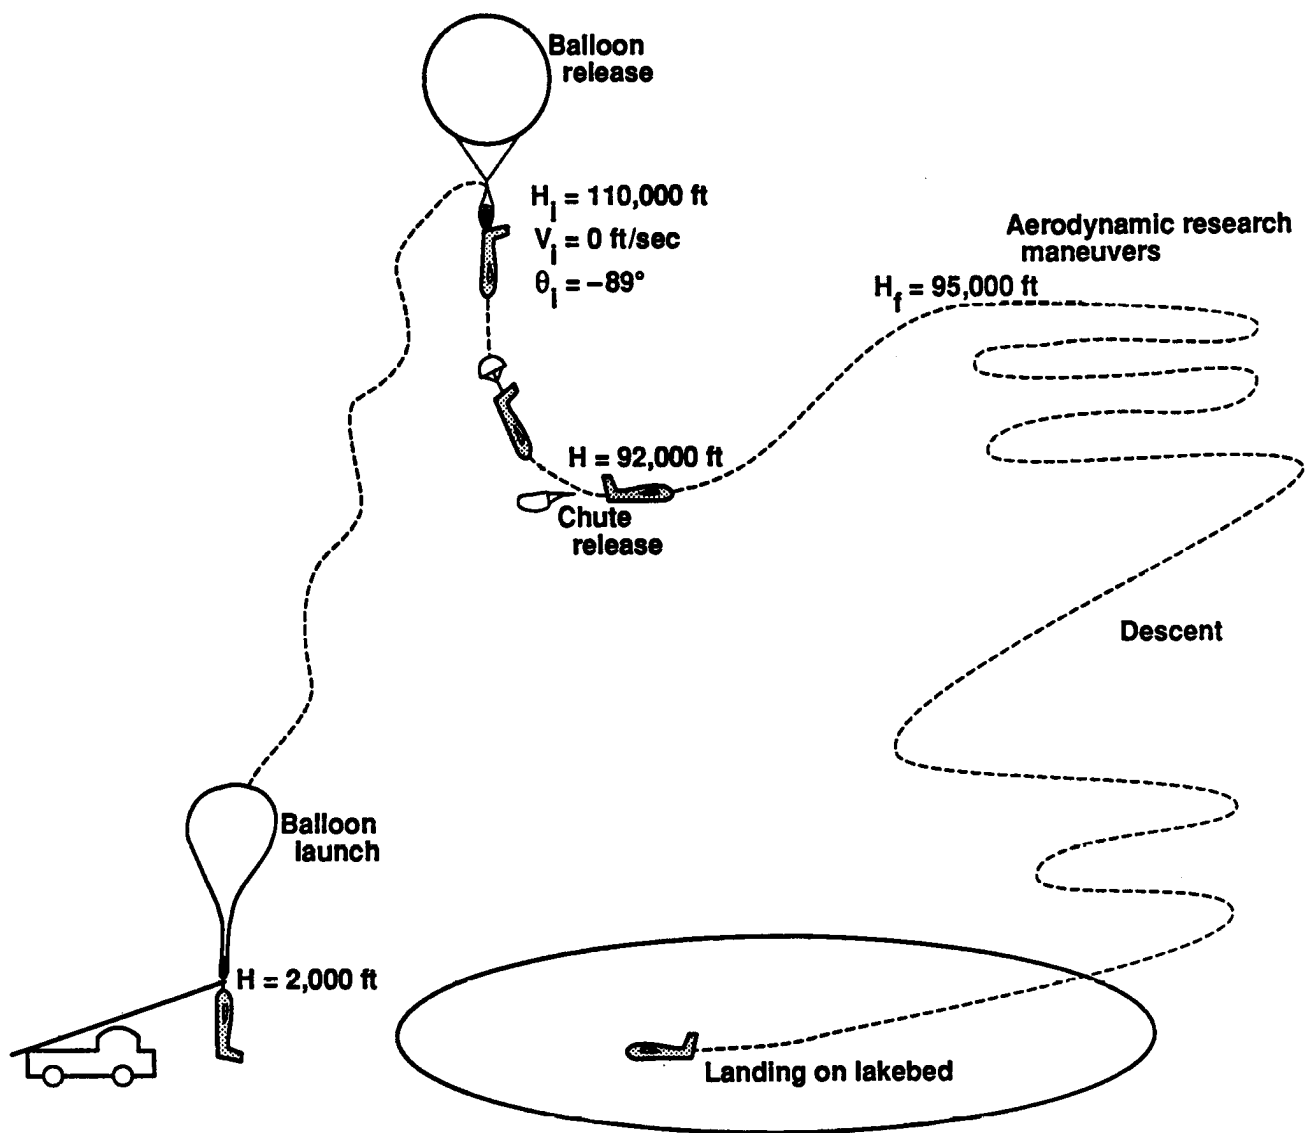 Balloon
release
H_i = 110,000 ft
V_i = 0 ft/sec
θ_i = −89°
Aerodynamic research
maneuvers
H_f = 95,000 ft
H = 92,000 ft
Chute
release
Descent
Balloon
launch
H = 2,000 ft
Landing on lakebed